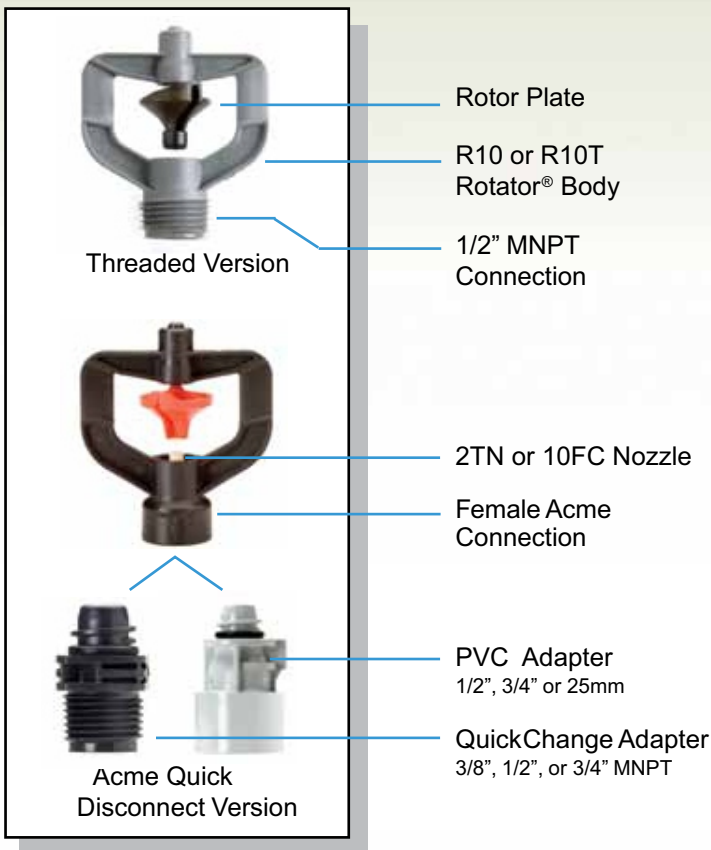 Rotor Plate
R10 or R10T
Rotator® Body
1/2” MNPT
Connection
Threaded Version
2TN or 10FC Nozzle
Female Acme
Connection
PVC Adapter
1/2”, 3/4” or 25mm
QuickChange Adapter
3/8”, 1/2”, or 3/4” MNPT
Acme Quick
Disconnect Version